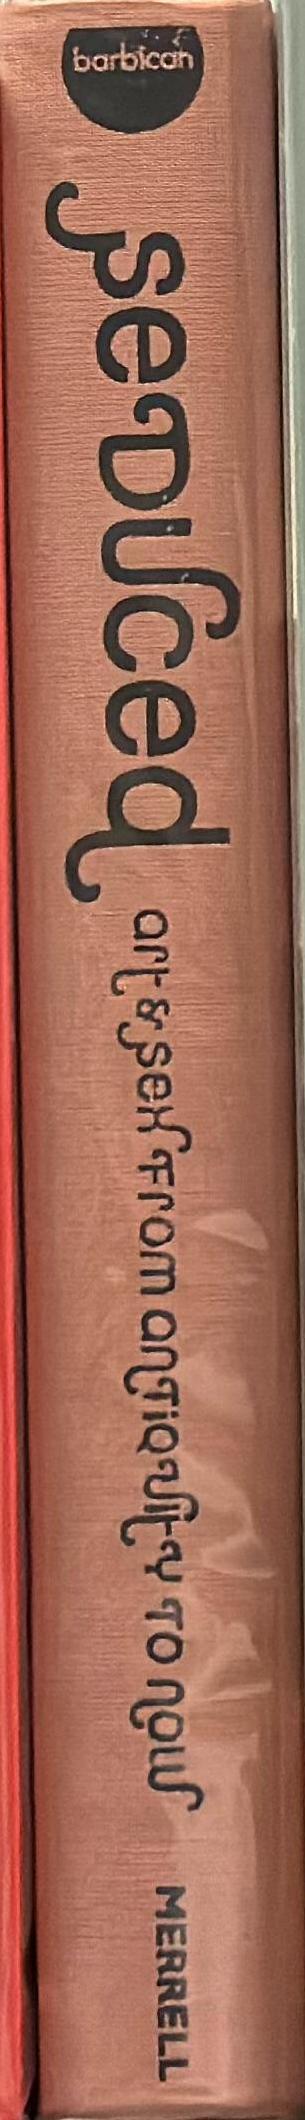 barbican
seduced
art & sex from antiquity to now
MERRELL